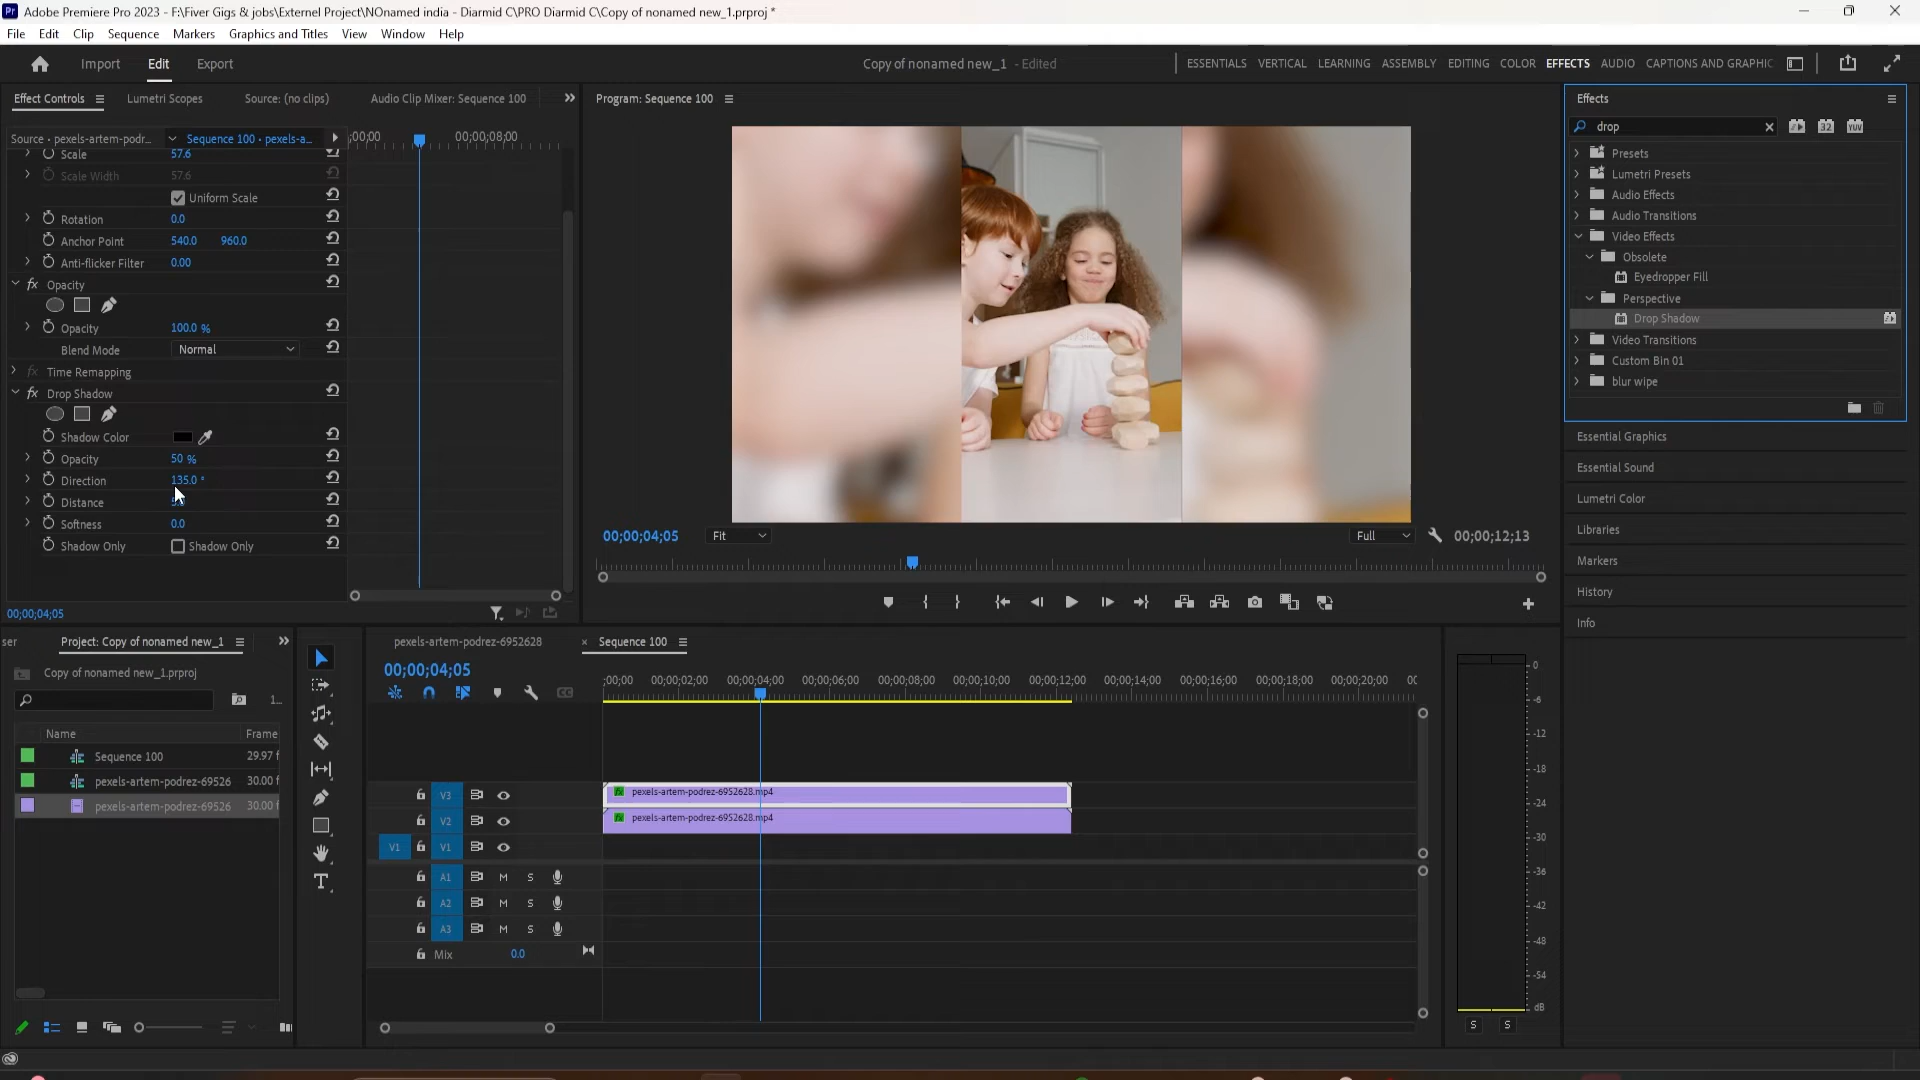 Adobe Premiere Pro 2023 - F:\Fiver Gigs & jobs\Externel Project\NOnamed india - Diarmid C\PRO Diarmid C\Copy of nonamed new_1.prproj *
File Edit Clip Sequence Markers Graphics and Titles View Window Help
Import Edit Export
Copy of nonamed new_1 - Edited
ESSENTIALS VERTICAL LEARNING ASSEMBLY EDITING COLOR EFFECTS AUDIO CAPTIONS AND GRAPHIC
Effect Controls Lumetri Scopes Source: (no clips) Audio Clip Mixer: Sequence 100
Source • pexels-artem-podr... Sequence 100 • pexels-a...
;00;00 00;00;08;00
Scale 57.6
Scale Width 57.6
Uniform Scale
Rotation 0.0
Anchor Point 540.0 960.0
Anti-flicker Filter 0.00
fx Opacity
Opacity 100.0 %
Blend Mode Normal
fx Time Remapping
fx Drop Shadow
Shadow Color
Opacity 50 %
Direction 135.0 °
Distance
Softness 0.0
Shadow Only Shadow Only
00;00;04;05
Program: Sequence 100
00;00;04;05 Fit Full 00;00;12;13
Effects
drop
Presets
Lumetri Presets
Audio Effects
Audio Transitions
Video Effects
Obsolete
Eyedropper Fill
Perspective
Drop Shadow
Video Transitions
Custom Bin 01
blur wipe
Essential Graphics
Essential Sound
Lumetri Color
Libraries
Markers
History
Info
ser Project: Copy of nonamed new_1
Copy of nonamed new_1.prproj
1...
Name Frame
Sequence 100 29.97 f
pexels-artem-podrez-69526 30.00 f
pexels-artem-podrez-69526 30.00 f
pexels-artem-podrez-6952628 × Sequence 100
00;00;04;05
;00;00 00;00;02;00 00;00;04;00 00;00;06;00 00;00;08;00 00;00;10;00 00;00;12;00 00;00;14;00 00;00;16;00 00;00;18;00 00;00;20;00 00
V3 fx pexels-artem-podrez-6952628.mp4
V2 fx pexels-artem-podrez-6952628.mp4
V1 V1
A1 M S
A2 M S
A3 M S
Mix 0.0
0
-6
-12
-18
-24
-30
-36
-42
-48
-54
dB
S S